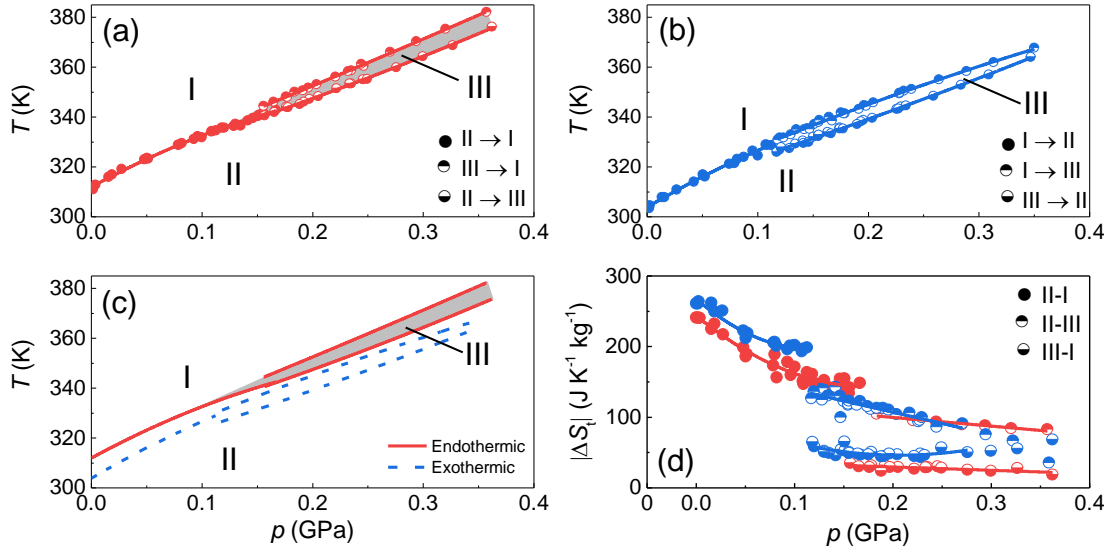 (a)
T (K)
380
360
340
320
300
0.0
0.1
0.2
0.3
0.4
I
II
III
II → I
III → I
II → III
(b)
T (K)
380
360
340
320
300
0.0
0.1
0.2
0.3
0.4
I
II
III
I → II
I → III
III → II
(c)
T (K)
380
360
340
320
300
0.0
0.1
0.2
0.3
0.4
p (GPa)
I
II
III
Endothermic
Exothermic
(d)
|ΔSt| (J K-1 kg-1)
300
200
100
0
0
0.1
0.2
0.3
0.4
p (GPa)
II-I
II-III
III-I